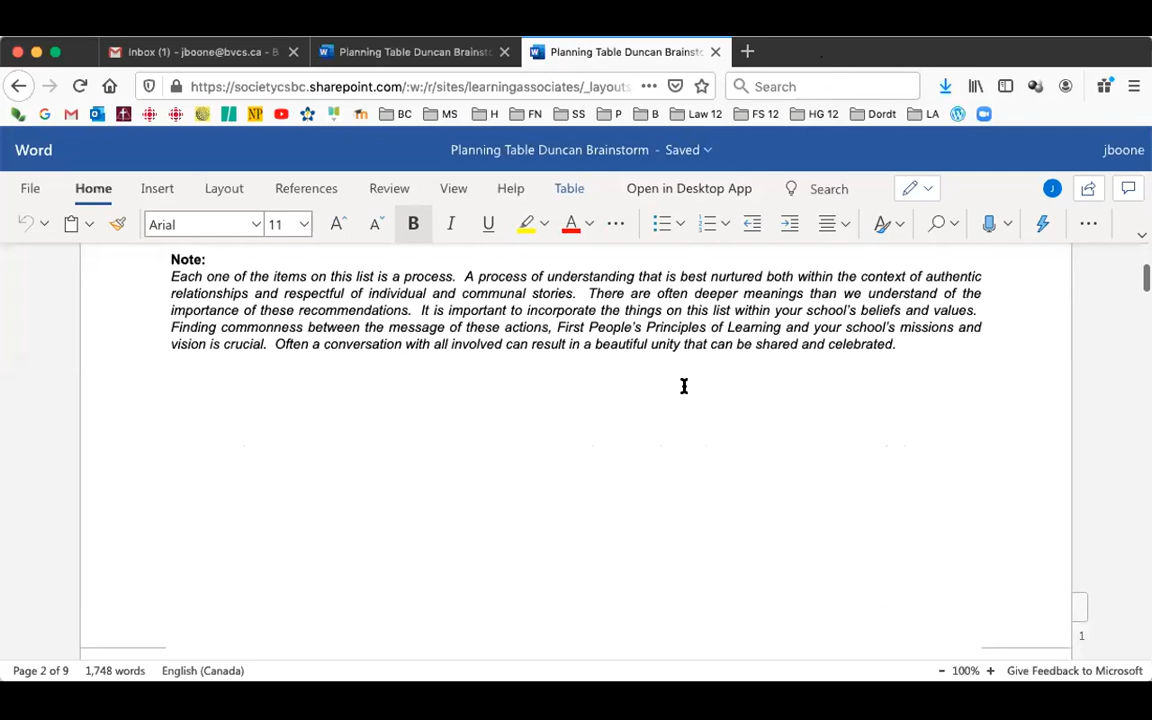 Inbox (1) - jboone@bvcs.ca - B
Planning Table Duncan Brainsto
Planning Table Duncan Brainsto
https://societycsbc.sharepoint.com/:w:/r/sites/learningassociates/_layouts
Search
BC MS H FN SS P B Law 12 FS 12 HG 12 Dordt LA
Word
Planning Table Duncan Brainstorm - Saved
jboone
File Home Insert Layout References Review View Help Table Open in Desktop App Search
J
Arial 11 A A B I U A
Note:
Each one of the items on this list is a process. A process of understanding that is best nurtured both within the context of authentic
relationships and respectful of individual and communal stories. There are often deeper meanings than we understand of the
importance of these recommendations. It is important to incorporate the things on this list within your school's beliefs and values.
Finding commonness between the message of these actions, First People's Principles of Learning and your school's missions and
vision is crucial. Often a conversation with all involved can result in a beautiful unity that can be shared and celebrated.
1
Page 2 of 9 1,748 words English (Canada) - 100% + Give Feedback to Microsoft